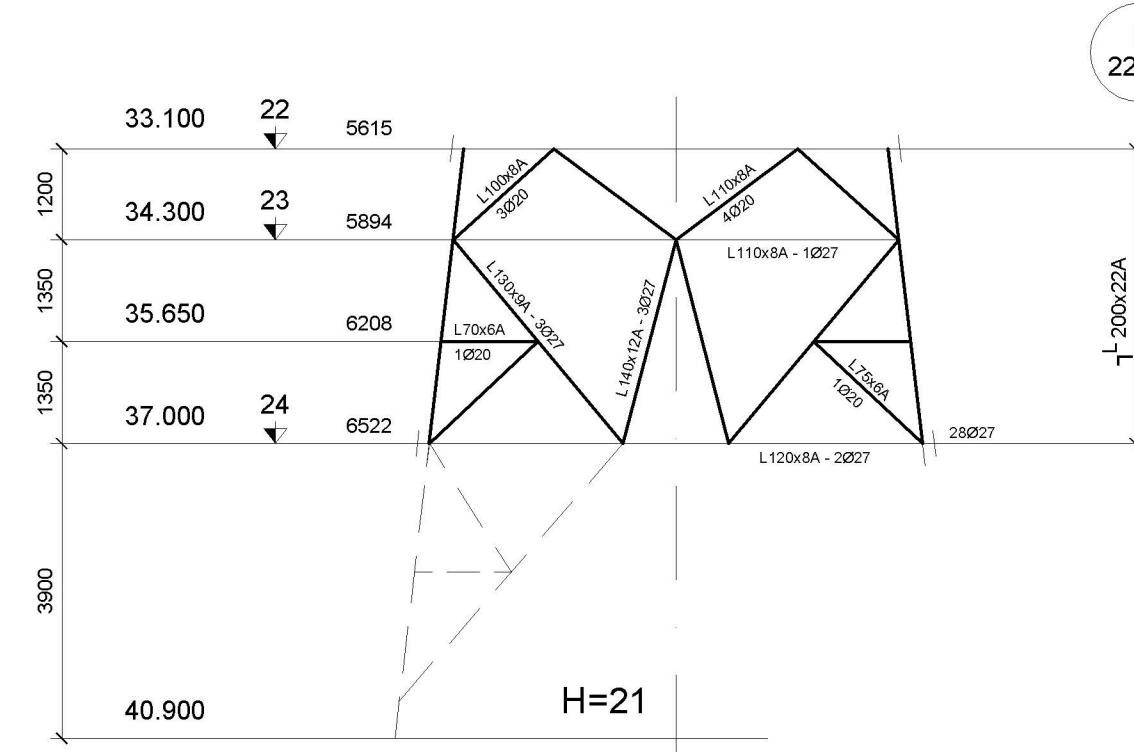 22
33.100
22
5615
1200
L100x8A
3Ø20
L110x8A
4Ø20
34.300
23
5894
L110x8A - 1Ø27
1350
L130x9A - 3Ø27
L140x12A - 3Ø27
35.650
6208
L70x6A
1Ø20
L75x6A
1Ø20
L 200x22A
1350
37.000
24
6522
28Ø27
L120x8A - 2Ø27
3900
40.900
H=21